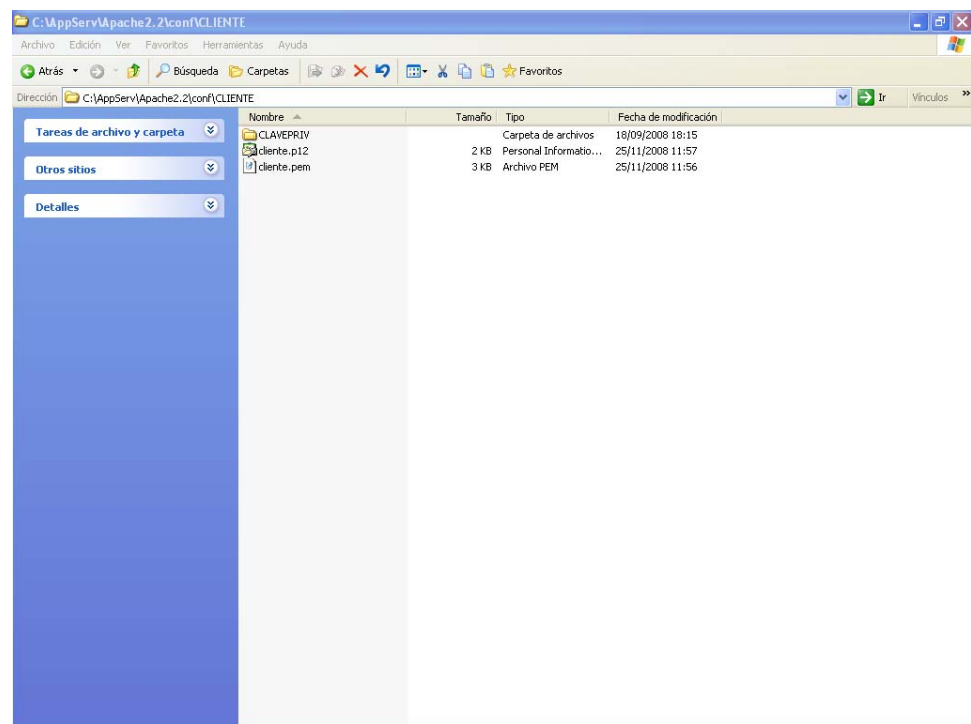 C:\AppServ\Apache2.2\conf\CLIENTE
Archivo Edición Ver Favoritos Herramientas Ayuda
Atrás Búsqueda Carpetas Favoritos
Dirección C:\AppServ\Apache2.2\conf\CLIENTE Ir Vínculos »
Tareas de archivo y carpeta
Otros sitios
Detalles
Nombre Tamaño Tipo Fecha de modificación
CLAVEPRIV Carpeta de archivos 18/09/2008 18:15
cliente.p12 2 KB Personal Informatio... 25/11/2008 11:57
cliente.pem 3 KB Archivo PEM 25/11/2008 11:56